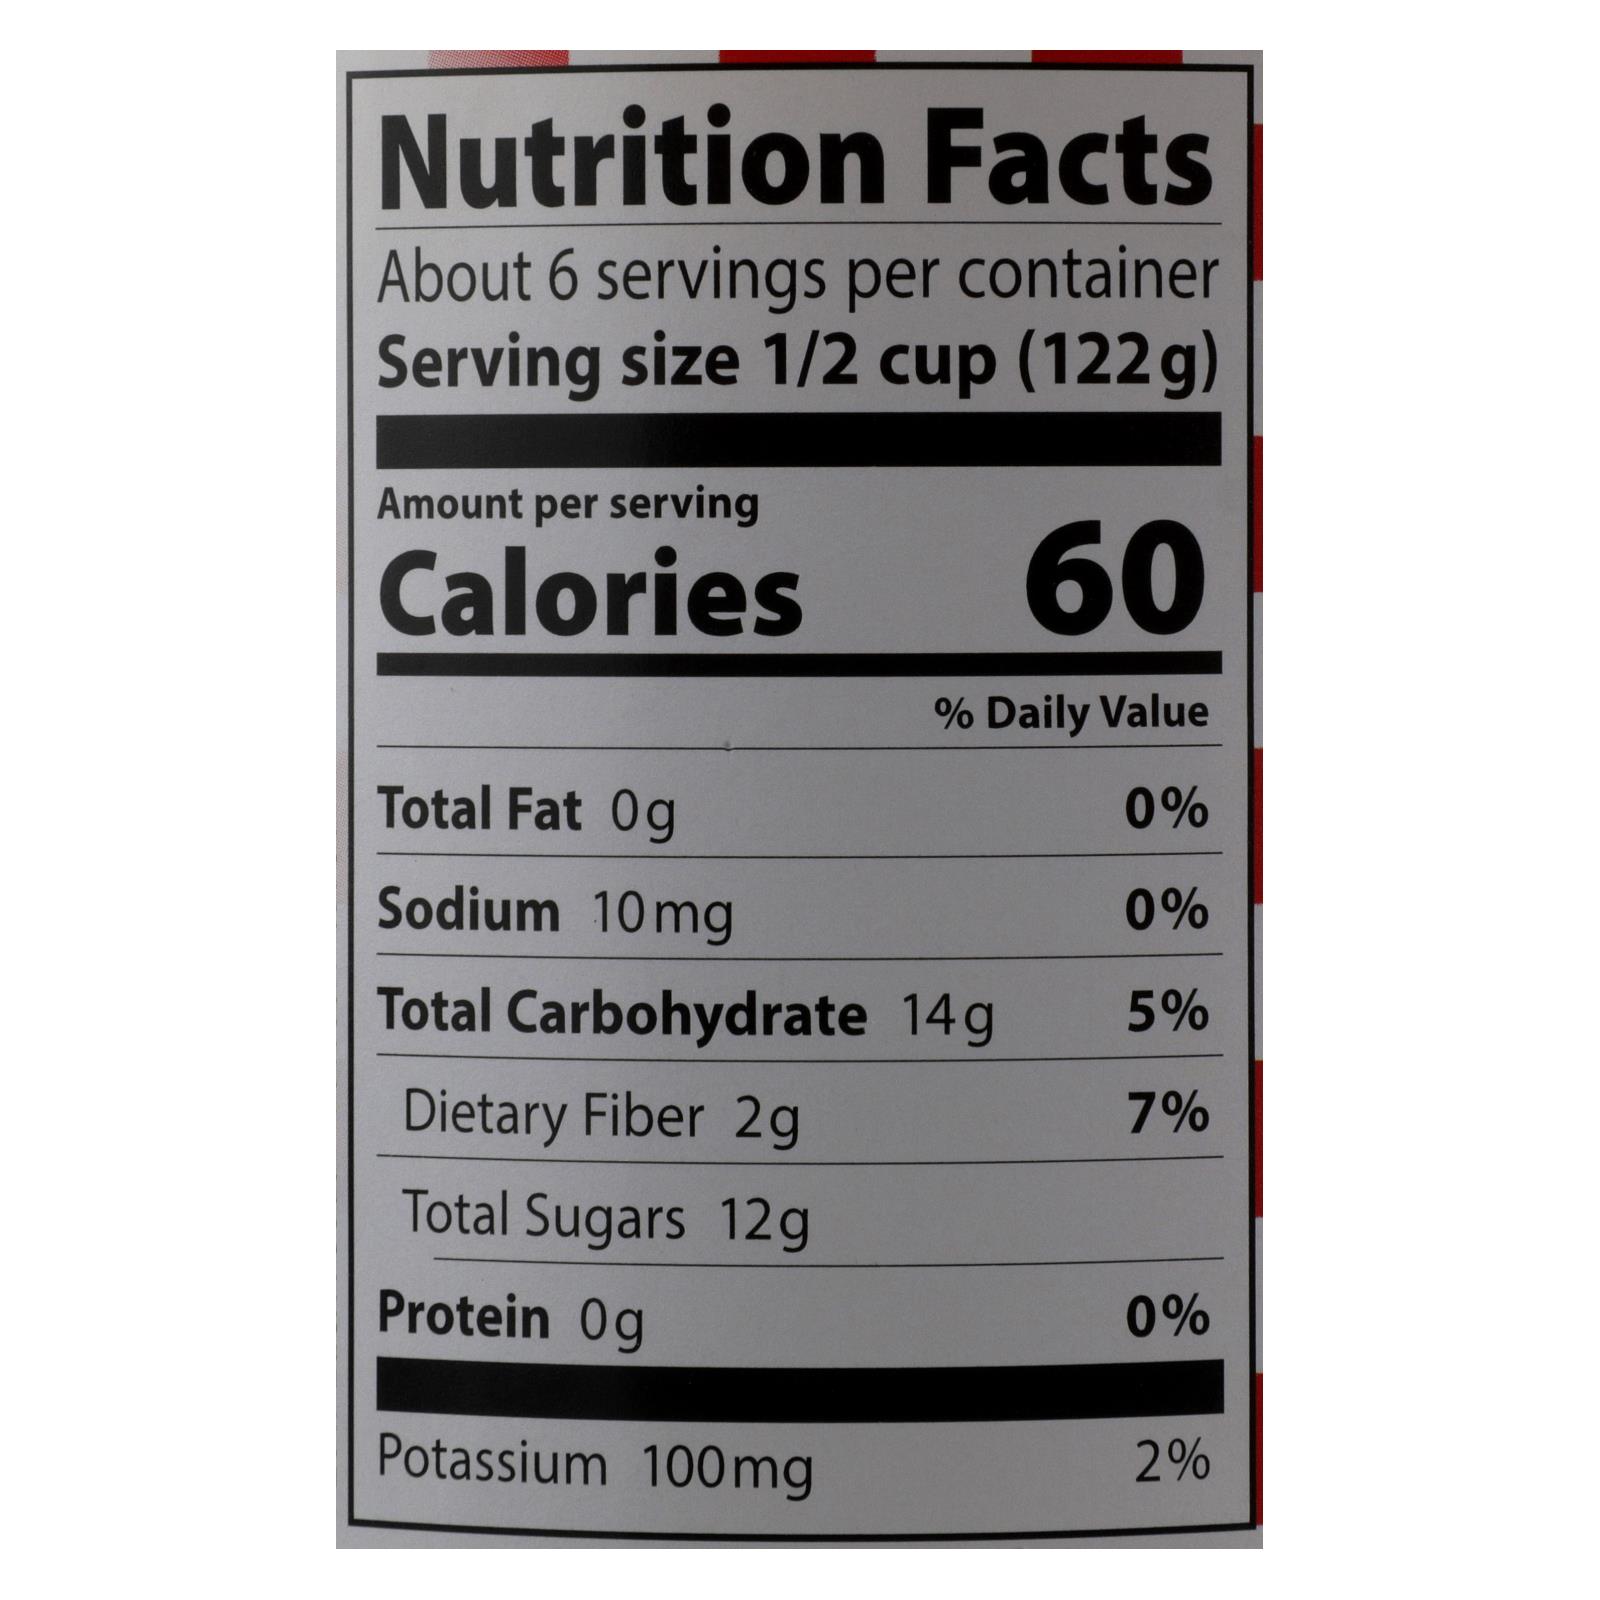 Nutrition Facts
About 6 servings per container
Serving size 1/2 cup (122g)
Amount per serving
Calories 60
% Daily Value
Total Fat 0g 0%
Sodium 10mg 0%
Total Carbohydrate 14g 5%
Dietary Fiber 2g 7%
Total Sugars 12g
Protein 0g 0%
Potassium 100mg 2%